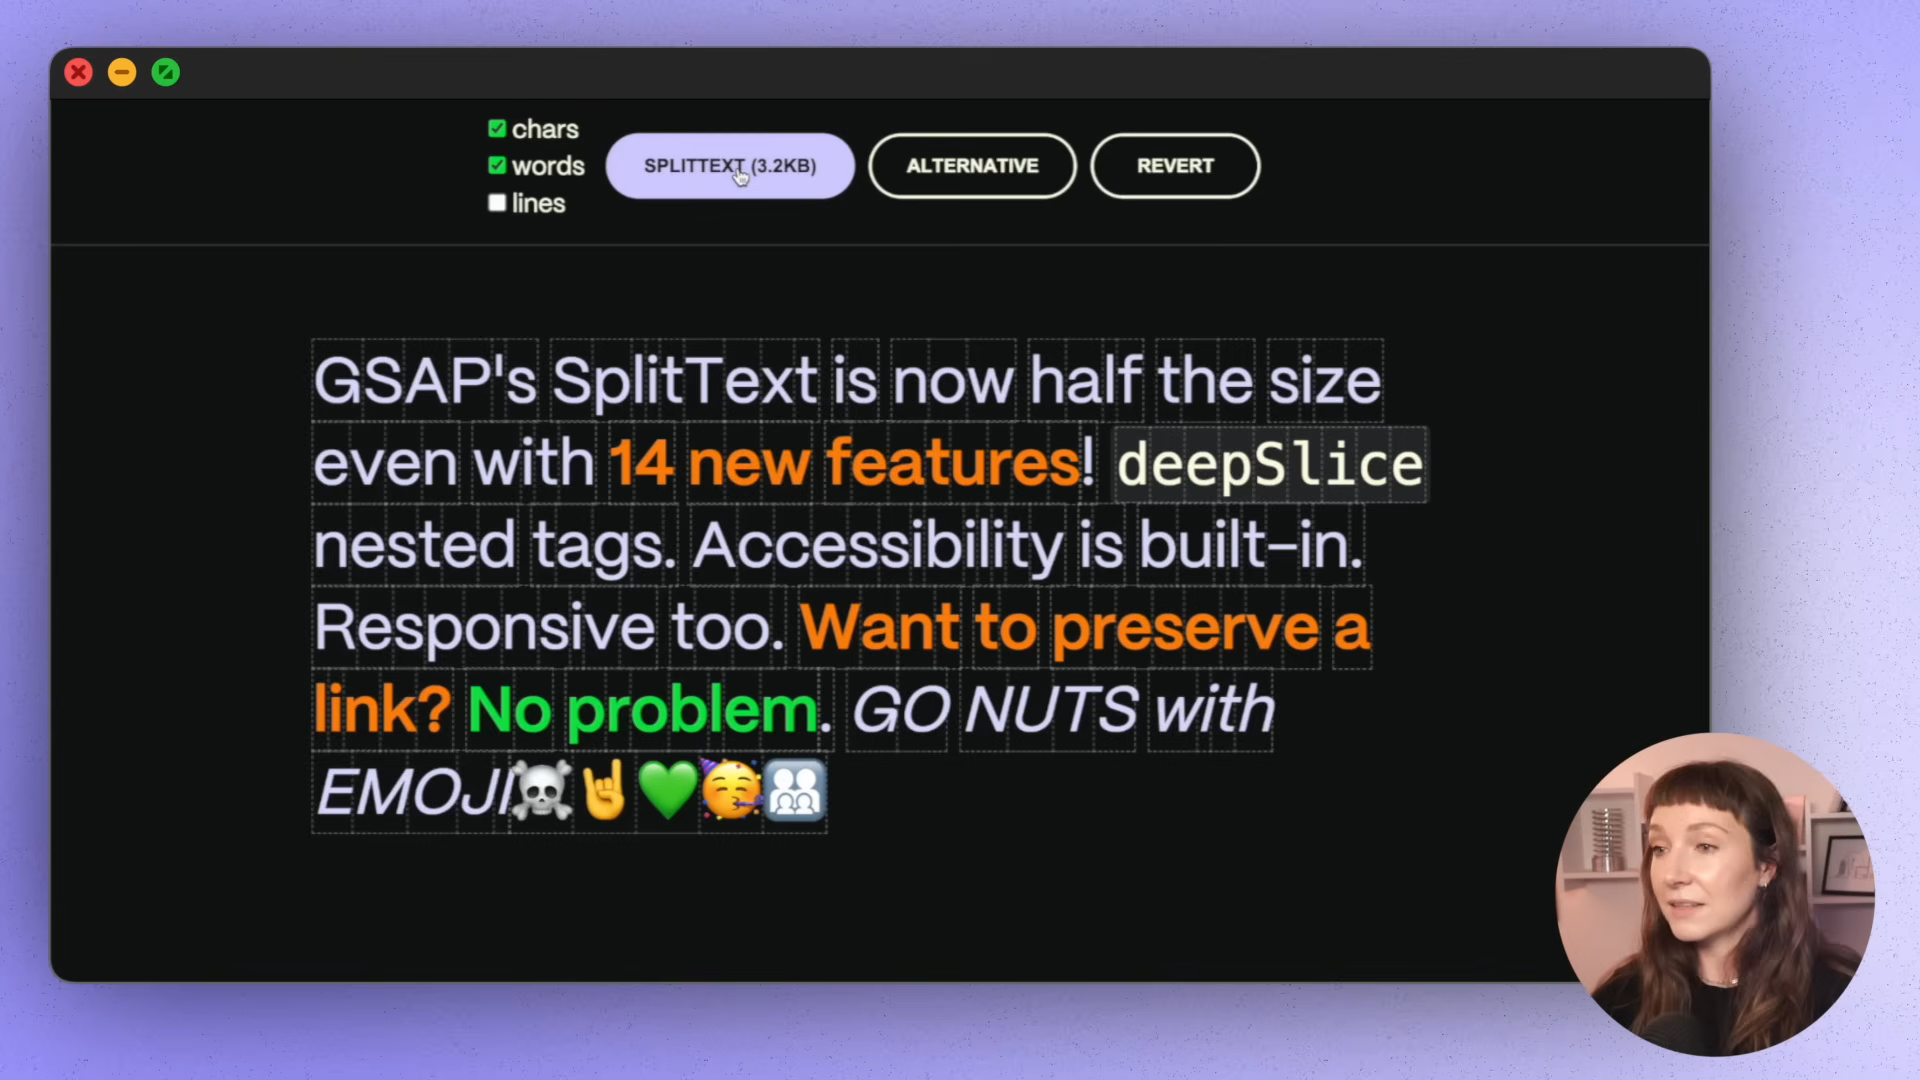 chars
words
lines
SPLITTEXT (3.2KB)
ALTERNATIVE
REVERT
GSAP's SplitText is now half the size
even with 14 new features! deepSlice
nested tags. Accessibility is built-in.
Responsive too. Want to preserve a
link? No problem. GO NUTS with
EMOJI☠️🤘💚🥳👨‍👩‍👧‍👦